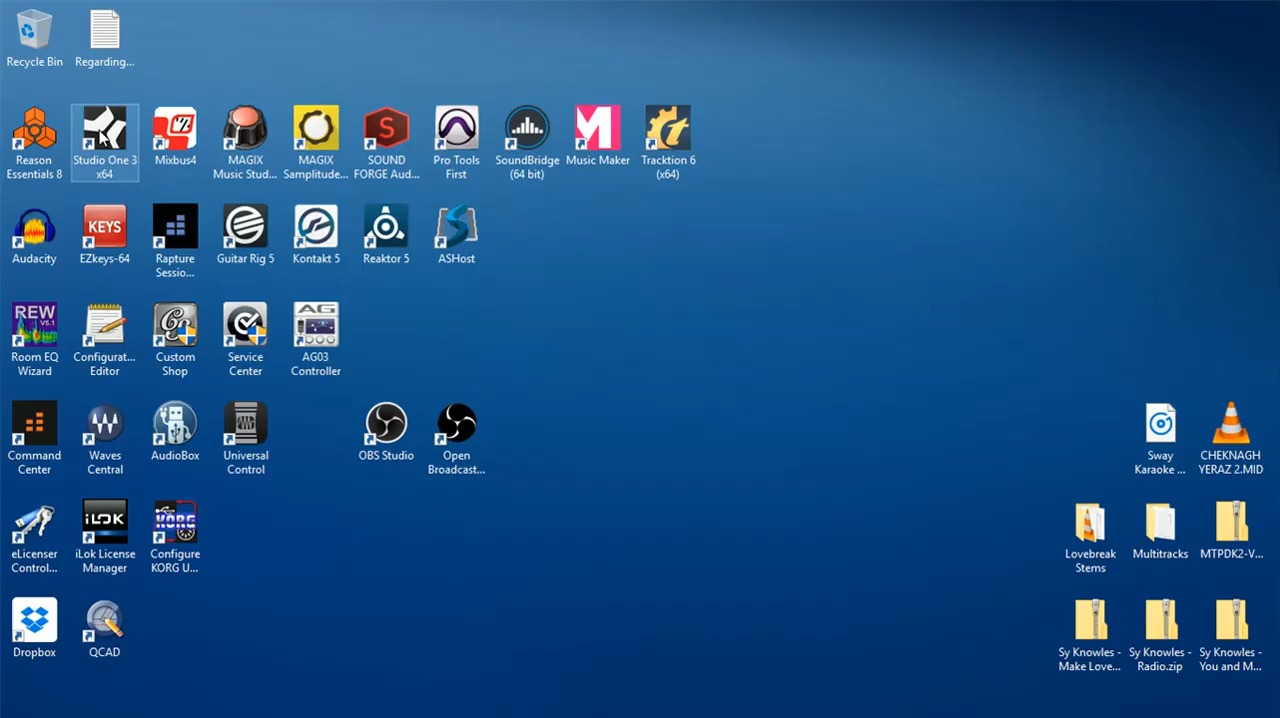 Recycle Bin
Regarding...
Reason Essentials 8
Studio One 3 x64
Mixbus4
MAGIX Music Stud...
MAGIX Samplitude...
S
SOUND FORGE Aud...
Pro Tools First
SoundBridge (64 bit)
Music Maker
Tracktion 6 (x64)
Audacity
KEYS
EZkeys-64
Rapture Sessio...
Guitar Rig 5
Kontakt 5
Reaktor 5
ASHost
REW
V5.1
Room EQ Wizard
Configurat... Editor
Custom Shop
Service Center
AG
AG03 Controller
Command Center
Waves Central
AudioBox
Universal Control
OBS Studio
Open Broadcast...
Sway Karaoke ...
CHEKNAGH YERAZ 2.MID
eLicenser Control...
iLOK
iLok License Manager
KORG
Configure KORG U...
Lovebreak Stems
Multitracks
MTPDK2-V...
Dropbox
QCAD
Sy Knowles - Make Love...
Sy Knowles - Radio.zip
Sy Knowles - You and M...